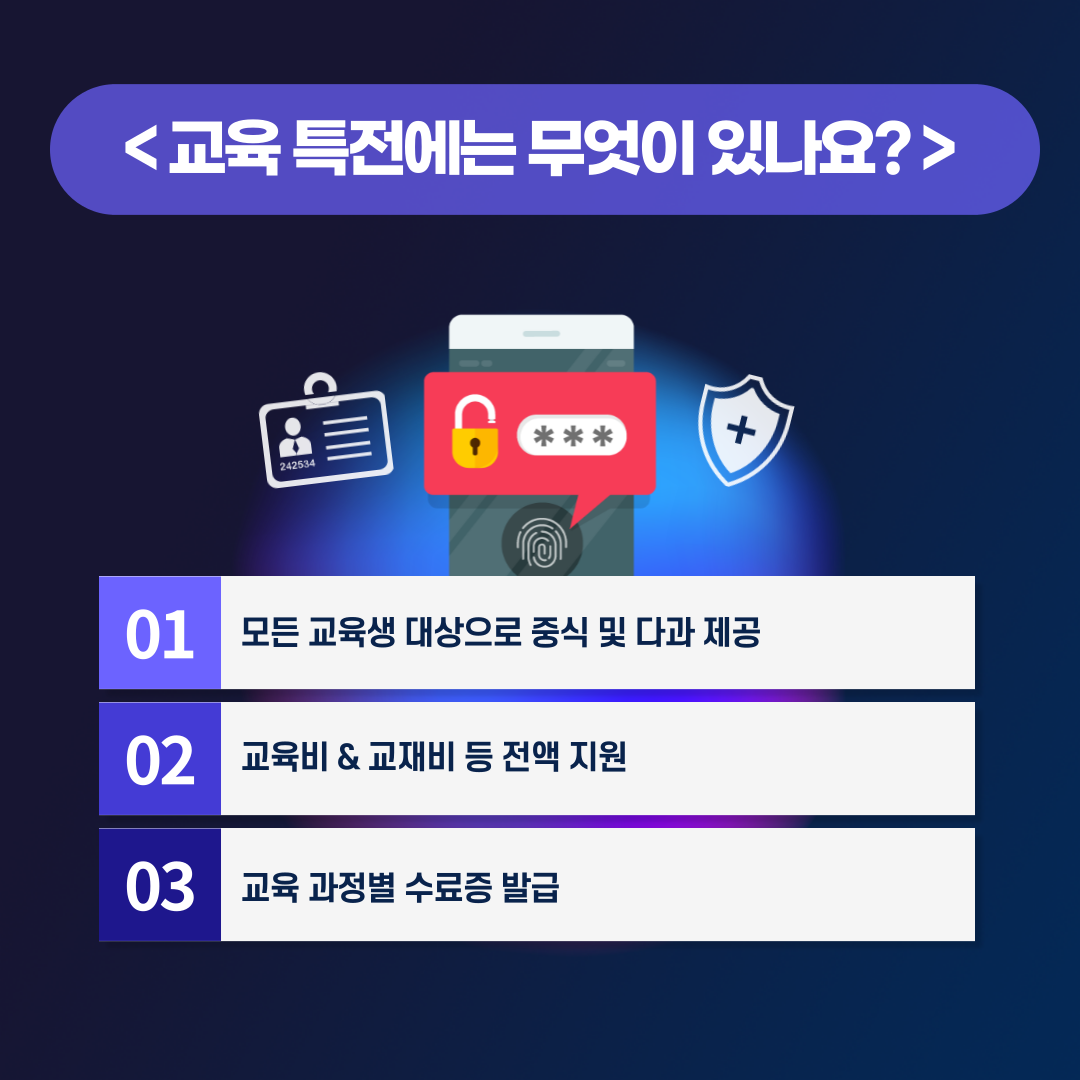 < 교육 특전에는 무엇이 있나요? >
242534
***
01 모든 교육생 대상으로 중식 및 다과 제공
02 교육비 & 교재비 등 전액 지원
03 교육 과정별 수료증 발급